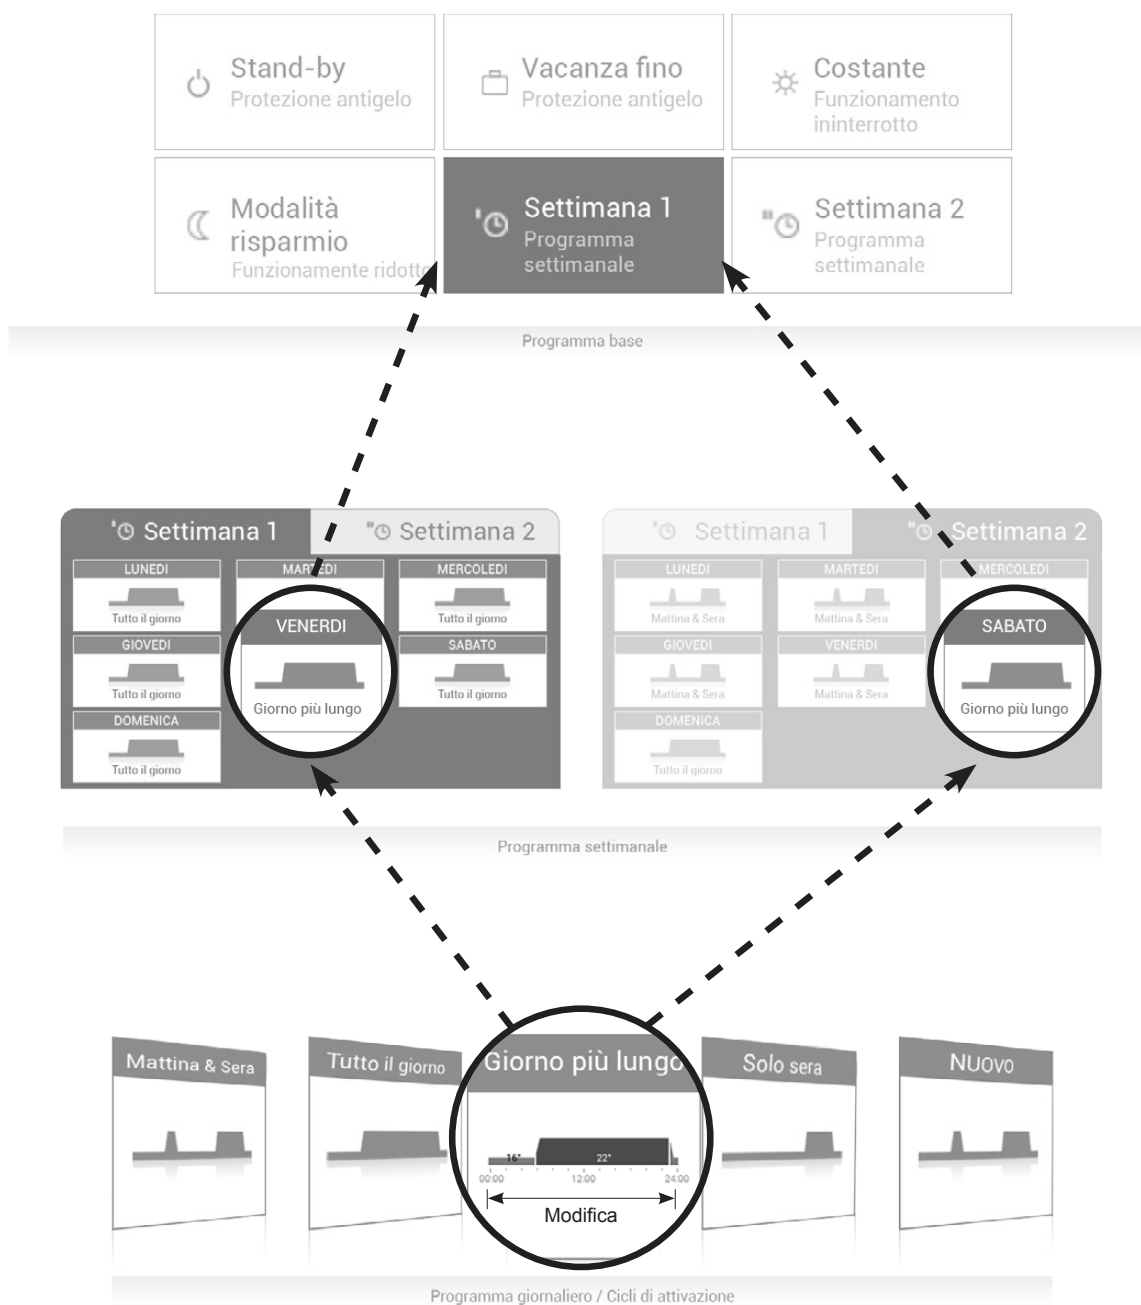 Stand-by
Protezione antigelo
Vacanza fino
Protezione antigelo
Costante
Funzionamento
ininterrotto
Modalità
risparmio
Funzionamente ridotto
Settimana 1
Programma
settimanale
Settimana 2
Programma
settimanale
Programma base
Settimana 1
Settimana 2
LUNEDI
Tutto il giorno
MARTEDI
MERCOLEDI
Tutto il giorno
GIOVEDI
Tutto il giorno
VENERDI
Giorno più lungo
SABATO
Tutto il giorno
DOMENICA
Tutto il giorno
Settimana 1
Settimana 2
LUNEDI
Mattina & Sera
MARTEDI
Mattina & Sera
MERCOLEDI
GIOVEDI
Mattina & Sera
VENERDI
Mattina & Sera
SABATO
Giorno più lungo
DOMENICA
Tutto il giorno
Programma settimanale
Mattina & Sera
Tutto il giorno
Giorno più lungo
16°
22°
00:00
12:00
24:00
Modifica
Solo sera
NUOVO
Programma giornaliero / Cicli di attivazione